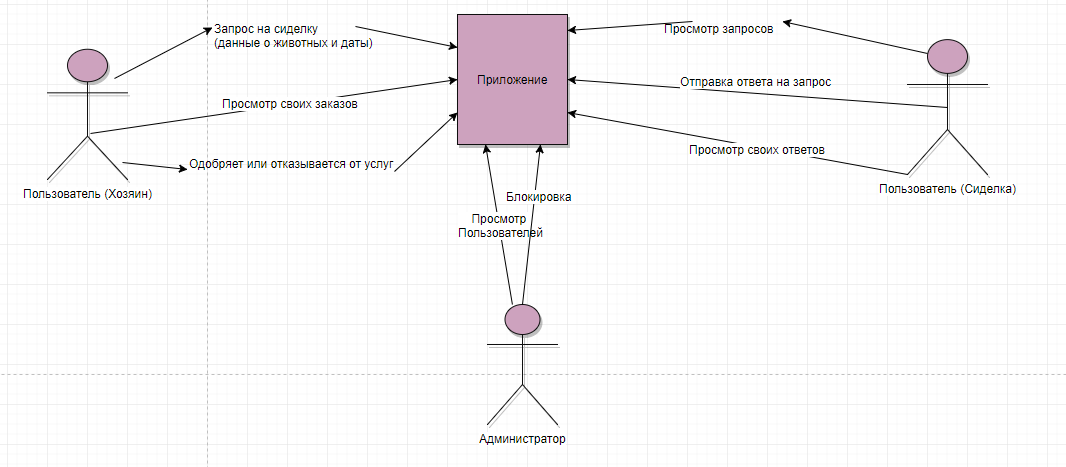 Запрос на сиделку
(данные о животных и даты)
Просмотр запросов
Приложение
Отправка ответа на запрос
Просмотр своих заказов
Просмотр своих ответов
Одобряет или отказывается от услуг
Пользователь (Хозяин)
Пользователь (Сиделка)
Блокировка
Просмотр
Пользователей
Администратор